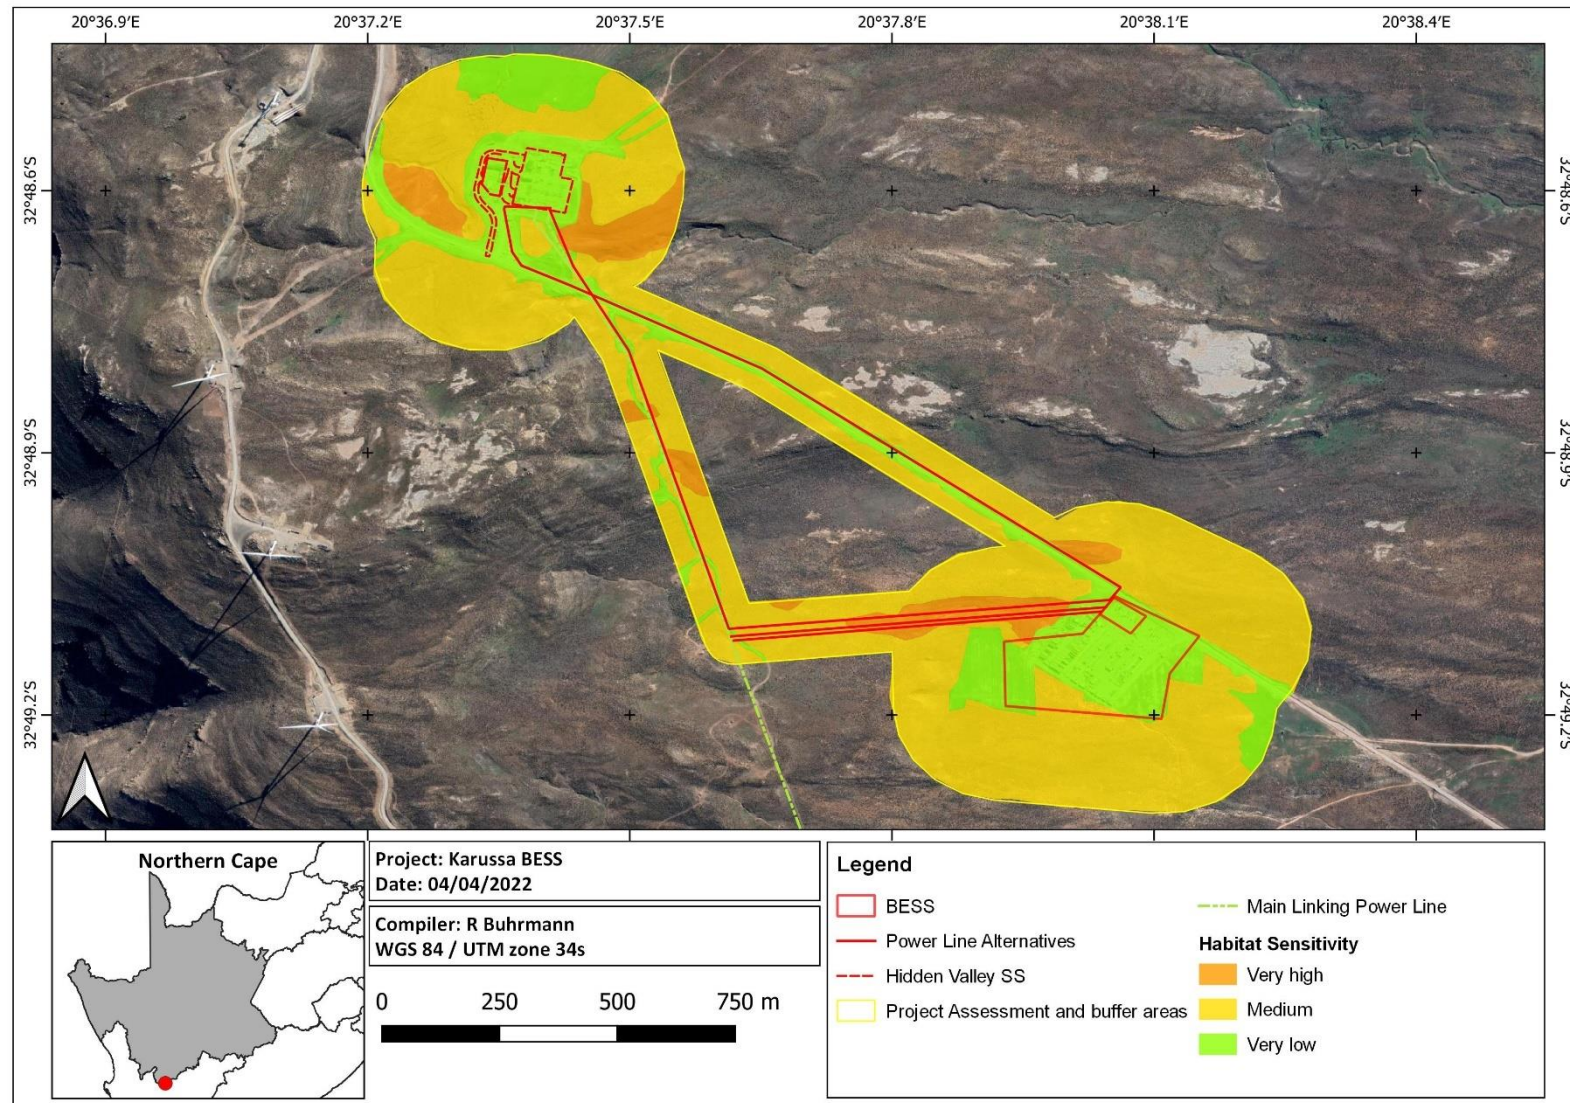 20°36.9′E 20°37.2′E 20°37.5′E 20°37.8′E 20°38.1′E 20°38.4′E
32°48.6′S 32°48.6′S
32°48.9′S 32°48.9′S
32°49.2′S 32°49.2′S
Northern Cape
Project: Karussa BESS
Date: 04/04/2022
Compiler: R Buhrmann
WGS 84 / UTM zone 34s
0 250 500 750 m
Legend
BESS
Power Line Alternatives
Hidden Valley SS
Project Assessment and buffer areas
Main Linking Power Line
Habitat Sensitivity
Very high
Medium
Very low